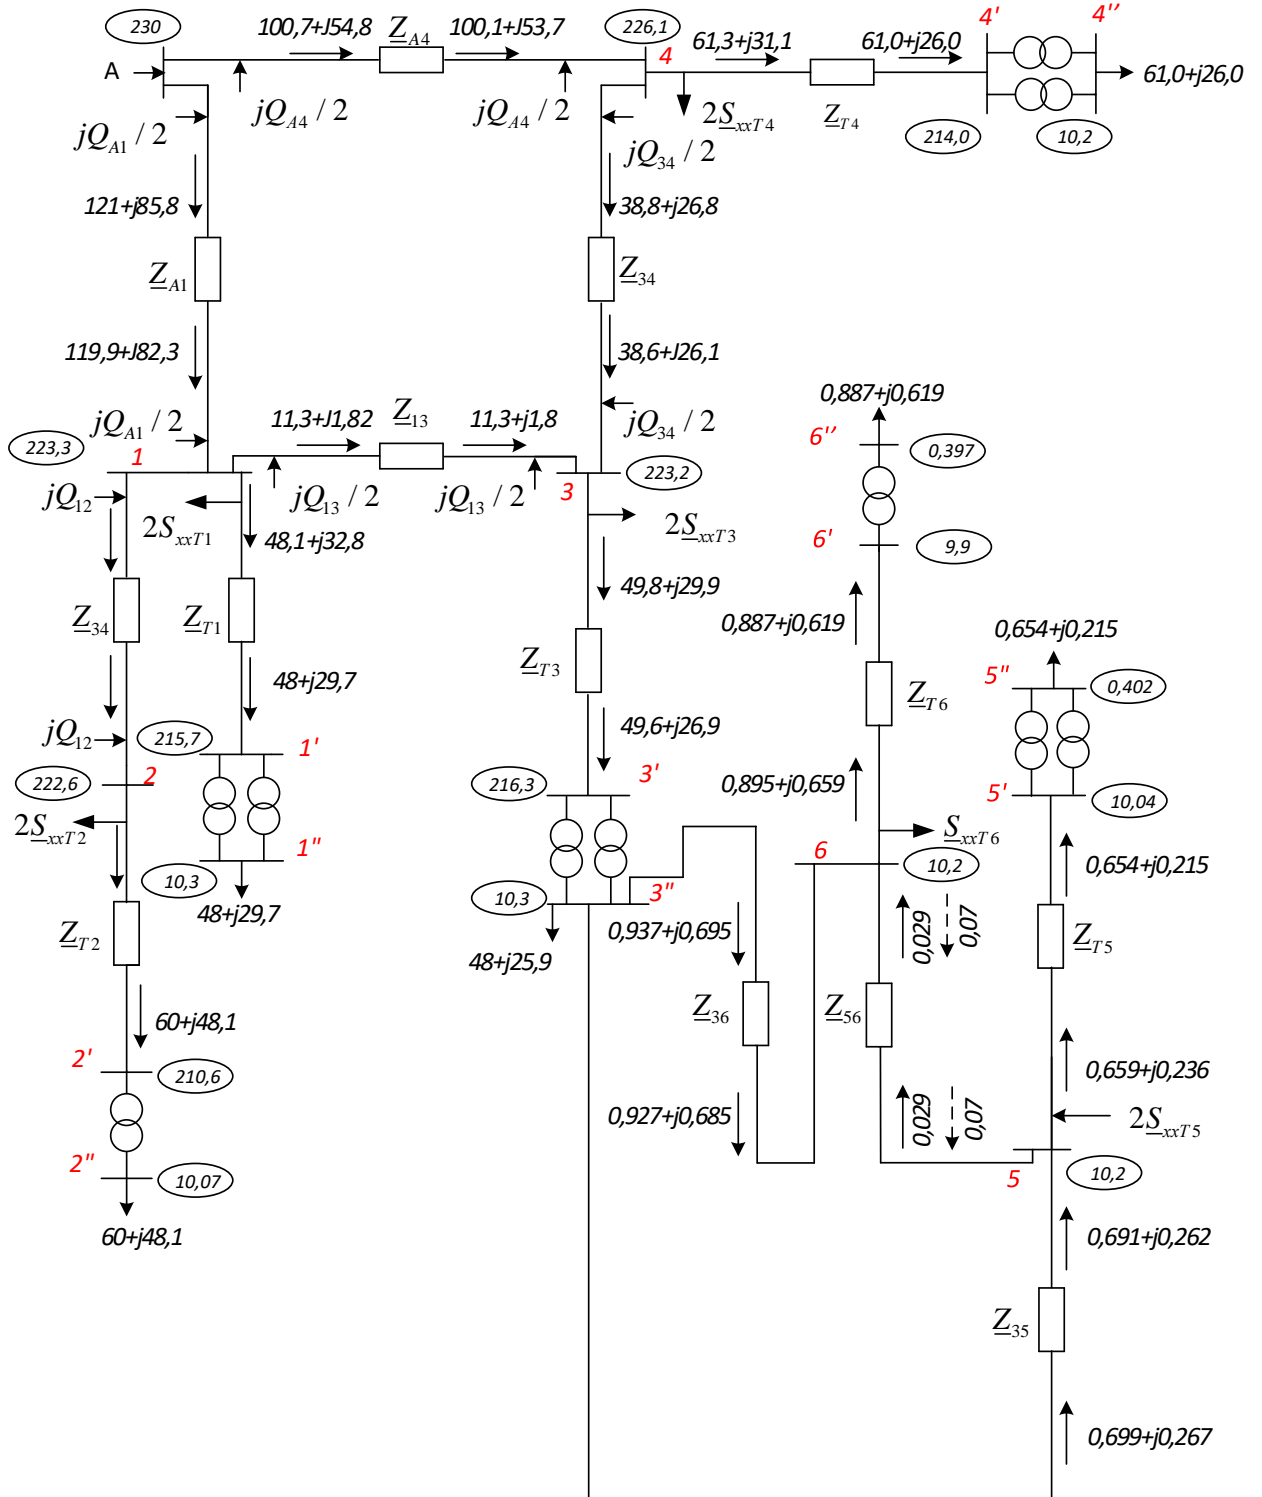 230
100,7+J54,8
Z_A4
100,1+J53,7
226,1
4
61,3+j31,1
61,0+j26,0
4'
4''
A
61,0+j26,0
jQ_A4 / 2
jQ_A4 / 2
2S_xxT4
Z_T4
214,0
10,2
jQ_A1 / 2
jQ_34 / 2
121+j85,8
38,8+j26,8
Z_A1
Z_34
119,9+J82,3
38,6+J26,1
jQ_A1 / 2
11,3+J1,82
Z_13
11,3+j1,8
jQ_34 / 2
0,887+j0,619
223,3
1
6''
0,397
223,2
3
jQ_12
jQ_13 / 2
jQ_13 / 2
2S_xxT1
48,1+j32,8
2S_xxT3
6'
9,9
49,8+j29,9
Z_34
Z_T1
0,887+j0,619
0,654+j0,215
Z_T3
48+j29,7
5"
0,402
Z_T6
49,6+j26,9
jQ_12
215,7
1'
3'
222,6
2
216,3
0,895+j0,659
5'
10,04
2S_xxT2
1"
6
S_xxT6
10,3
10,2
0,654+j0,215
48+j29,7
10,3
3"
Z_T2
0,937+j0,695
0,029
0,07
Z_T5
48+j25,9
Z_36
Z_56
60+j48,1
2'
210,6
0,659+j0,236
0,927+j0,685
0,029
0,07
2S_xxT5
2"
10,07
5
10,2
60+j48,1
0,691+j0,262
Z_35
0,699+j0,267